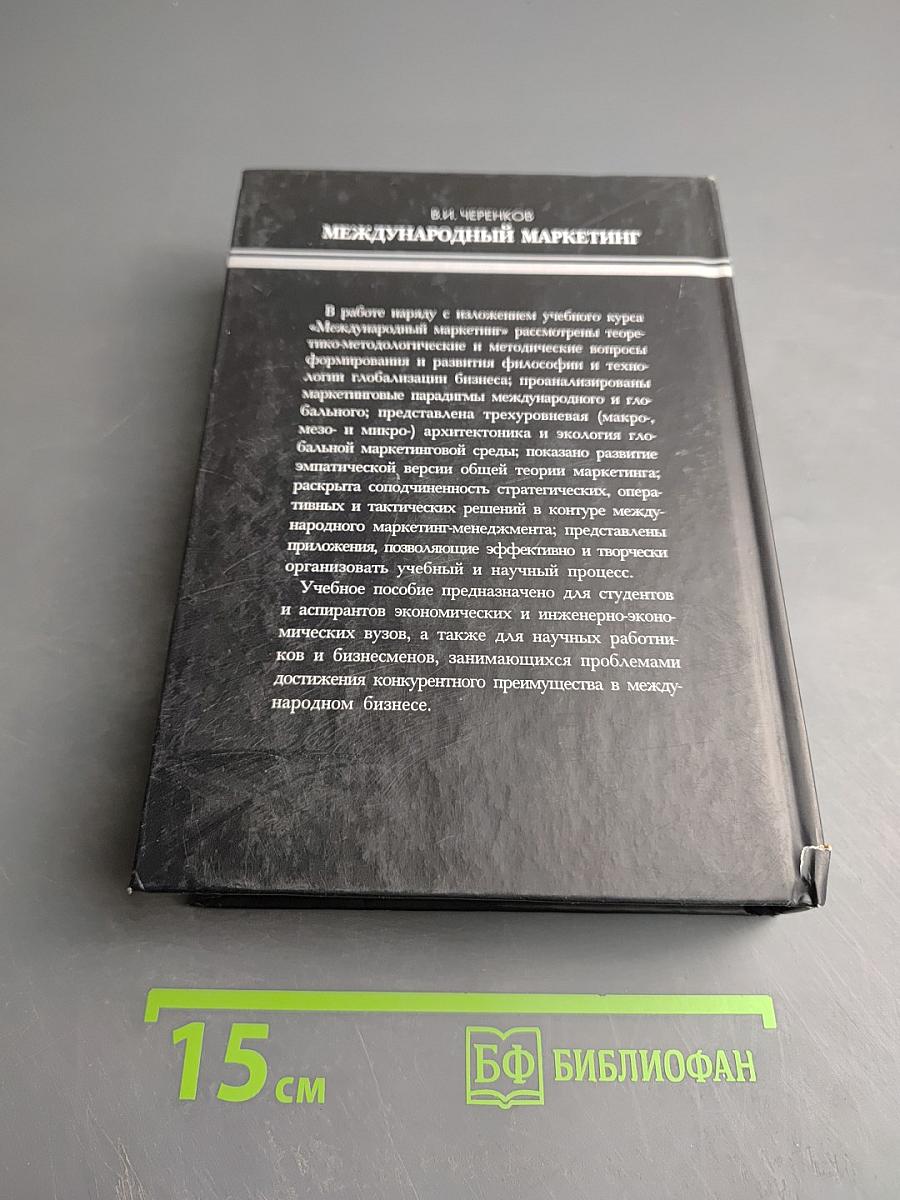 В.И. ЧЕРЕНКОВ
МЕЖДУНАРОДНЫЙ МАРКЕТИНГ
В работе наряду с изложением учебного курса
«Международный маркетинг» рассмотрены теоре-
тико-методологические и методические вопросы
формирования и развития философии и техно-
логии глобализации бизнеса; проанализированы
маркетинговые парадигмы международного и гло-
бального; представлена трехуровневая (макро-,
мезо- и микро-) архитектоника и экология гло-
бальной маркетинговой среды; показано развитие
эмпатической версии общей теории маркетинга;
раскрыта соподчиненность стратегических, опера-
тивных и тактических решений в контуре между-
народного маркетинг-менеджмента; представлены
приложения, позволяющие эффективно и творчески
организовать учебный и научный процесс.
Учебное пособие предназначено для студентов
и аспирантов экономических и инженерно-эконо-
мических вузов, а также для научных работни-
ков и бизнесменов, занимающихся проблемами
достижения конкурентного преимущества в между-
народном бизнесе.
15 см
БФ БИБЛИОФАН